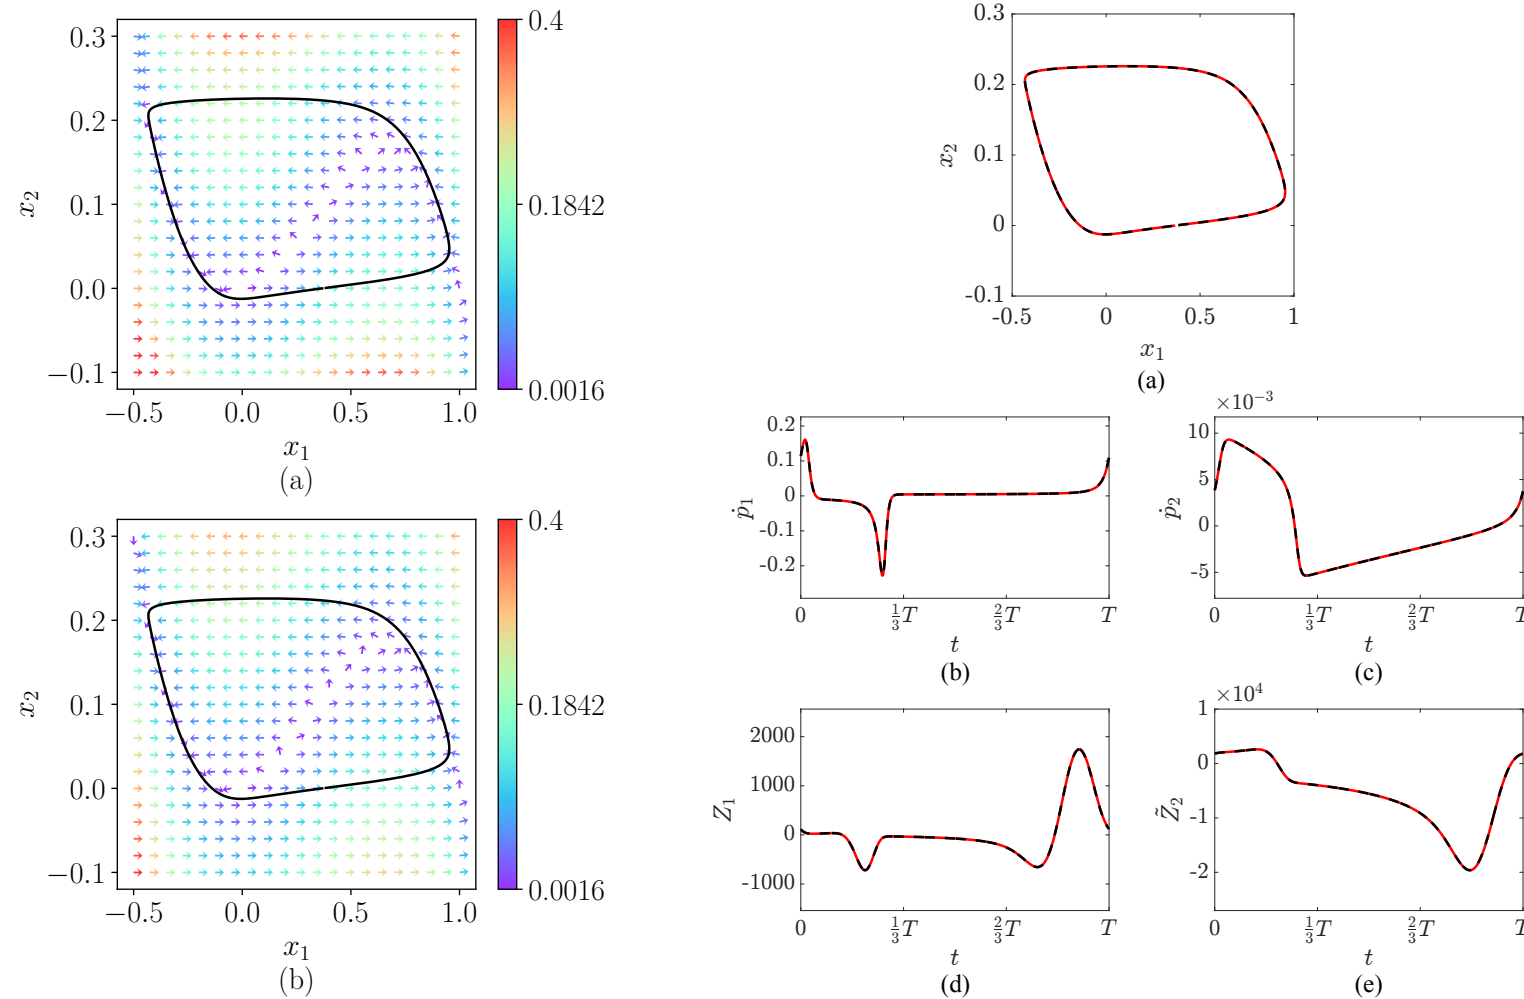 0.3
0.2
0.1
0.0
−0.1
x₂
−0.5
0.0
0.5
1.0
x₁
(a)
0.4
0.1842
0.0016
0.3
0.2
0.1
0.0
−0.1
x₂
−0.5
0.0
0.5
1.0
x₁
(b)
0.4
0.1842
0.0016
0.3
0.2
0.1
0
-0.1
x₂
-0.5
0
0.5
1
x₁
(a)
0.2
0.1
0
-0.1
-0.2
ṗ₁
0
⅓T
⅔T
T
t
(b)
×10⁻³
10
5
0
-5
ṗ₂
0
⅓T
⅔T
T
t
(c)
2000
1000
0
-1000
Z₁
0
⅓T
⅔T
T
t
(d)
×10⁴
1
0
-1
-2
Z̃₂
0
⅓T
⅔T
T
t
(e)